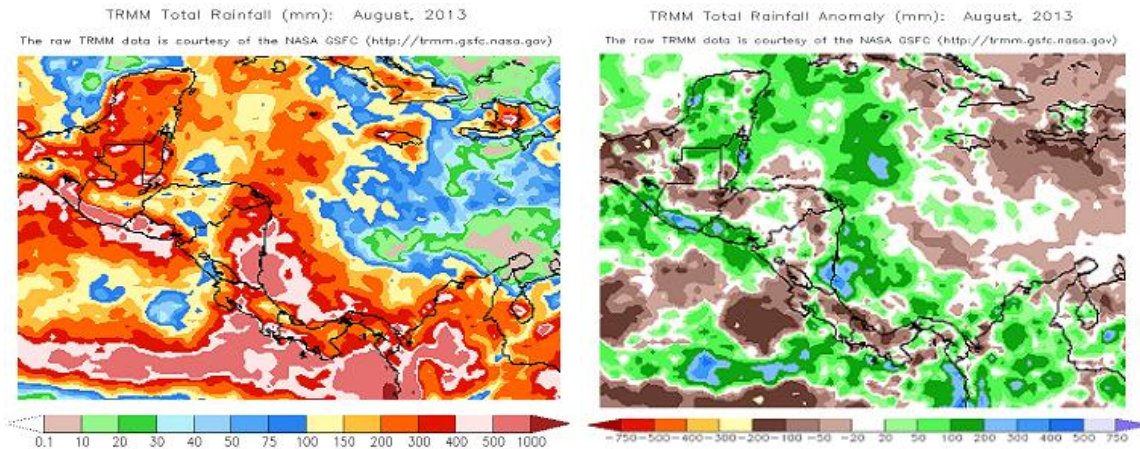 TRMM Total Rainfall (mm): August, 2013
The raw TRMM data is courtesy of the NASA GSFC (http://trmm.gsfc.nasa.gov)
0.1 10 20 30 40 50 75 100 150 200 300 400 500 1000
TRMM Total Rainfall Anomaly (mm): August, 2013
The raw TRMM data is courtesy of the NASA GSFC (http://trmm.gsfc.nasa.gov)
-750 -500 -400 -300 -200 -100 -50 -20 20 50 100 200 300 400 500 750